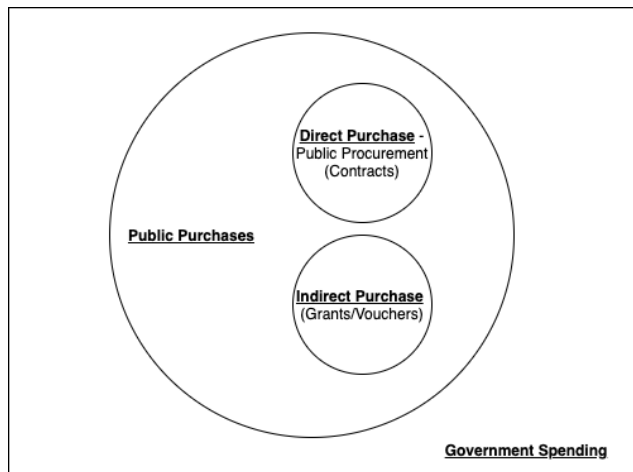 Direct Purchase -
Public Procurement
(Contracts)
Public Purchases
Indirect Purchase
(Grants/Vouchers)
Government Spending